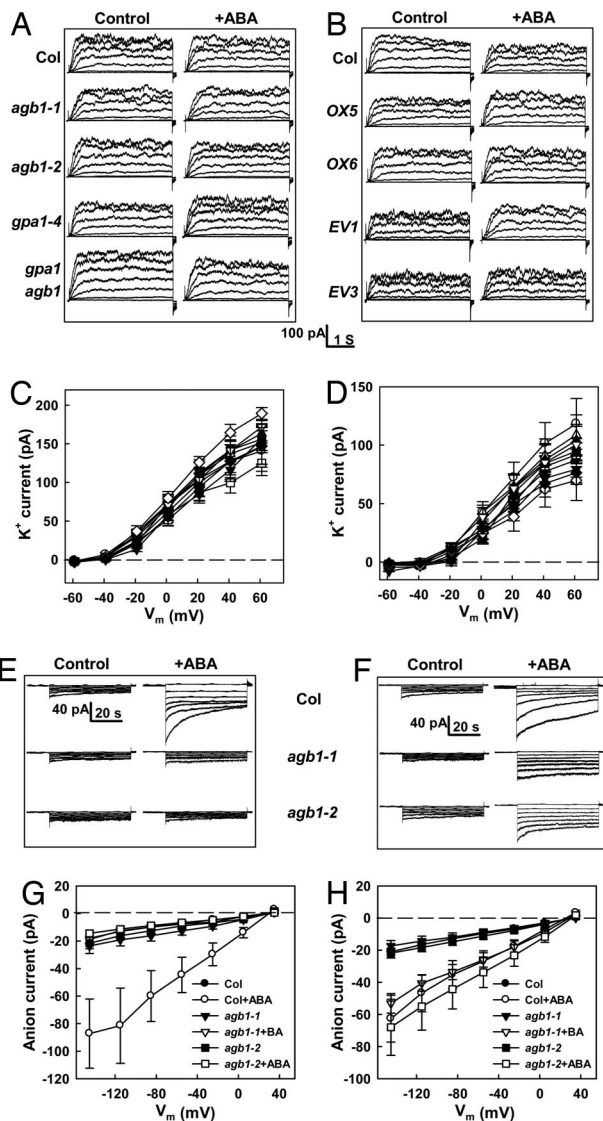 A
Control
+ABA
Col
agb1-1
agb1-2
gpa1-4
gpa1
agb1
B
Control
+ABA
Col
OX5
OX6
EV1
EV3
100 pA
1 S
C
K+ current (pA)
200
150
100
50
0
-60 -40 -20 0 20 40 60
Vm (mV)
D
K+ current (pA)
150
100
50
0
-60 -40 -20 0 20 40 60
Vm (mV)
E
Control
+ABA
40 pA
20 s
Col
agb1-1
agb1-2
F
Control
+ABA
40 pA
20 s
G
Anion current (pA)
20
0
-20
-40
-60
-80
-100
-120
-120 -80 -40 0 40
Vm (mV)
Col
Col+ABA
agb1-1
agb1-1+BA
agb1-2
agb1-2+ABA
H
Anion current (pA)
20
0
-20
-40
-60
-80
-100
-120 -80 -40 0 40
Vm (mV)
Col
Col+ABA
agb1-1
agb1-1+BA
agb1-2
agb1-2+ABA